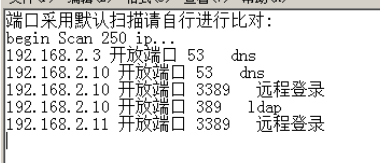 端口采用默认扫描请自行进行比对:
begin Scan 250 ip...
192.168.2.3 开放端口 53 dns
192.168.2.10 开放端口 53 dns
192.168.2.10 开放端口 3389 远程登录
192.168.2.10 开放端口 389 ldap
192.168.2.11 开放端口 3389 远程登录